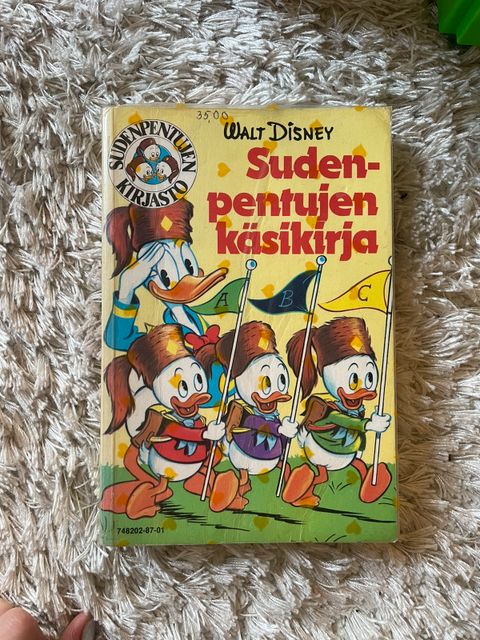 35,00
WALT DISNEY
SUDENPENTUJEN
KIRJASTO
Suden-
pentujen
käsikirja
A B C
748202-87-01